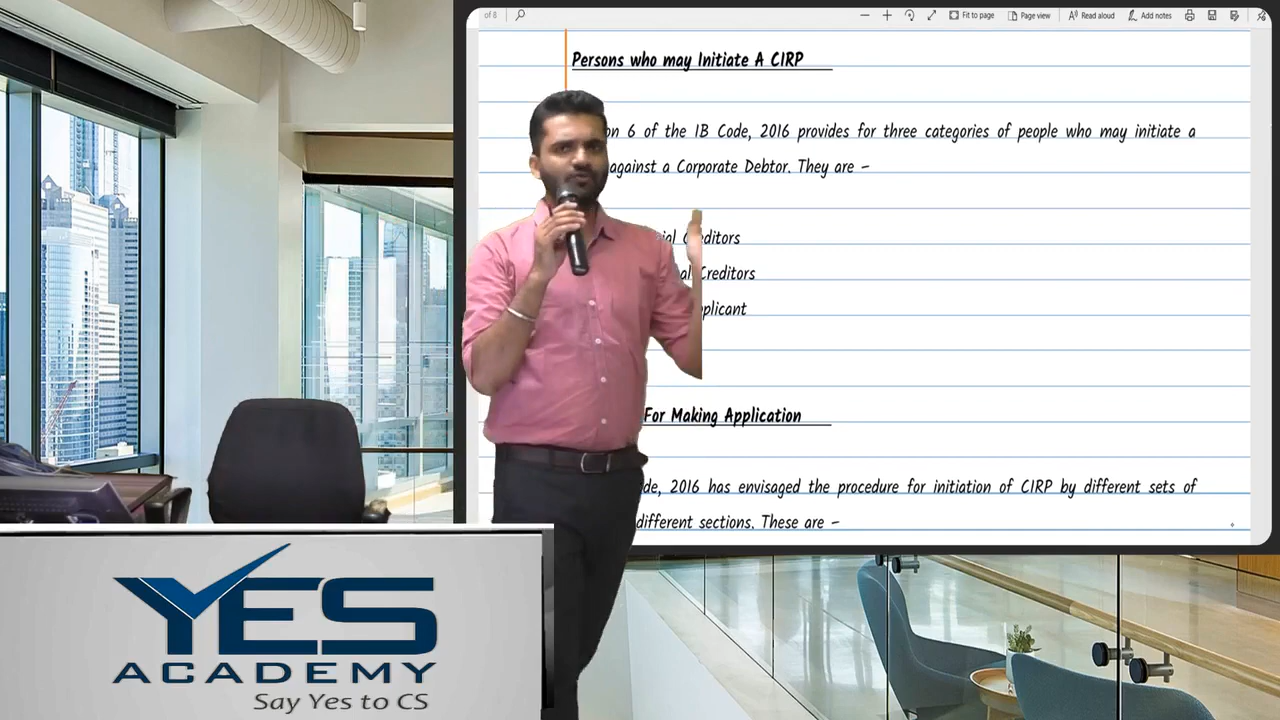 of 8
Fit to page
Page view
Read aloud
Add notes
Persons who may Initiate A CIRP
6 of the IB Code, 2016 provides for three categories of people who may initiate a
against a Corporate Debtor. They are –
Creditors
Creditors
For Making Application
2016 has envisaged the procedure for initiation of CIRP by different sets of
different sections. These are –
YES
ACADEMY
Say Yes to CS